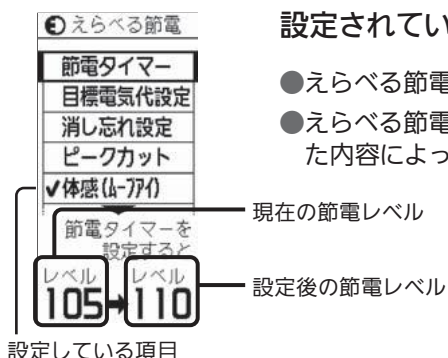 えらべる節電
節電タイマー
目標電気代設定
消し忘れ設定
ピークカット
✓体感(ﾑｰﾌﾞｱｲ)
節電タイマーを
設定すると
レベル
105
➡
レベル
110
設定している項目
設定されてい
●えらべる節電
●えらべる節電
た内容によっ
現在の節電レベル
設定後の節電レベル